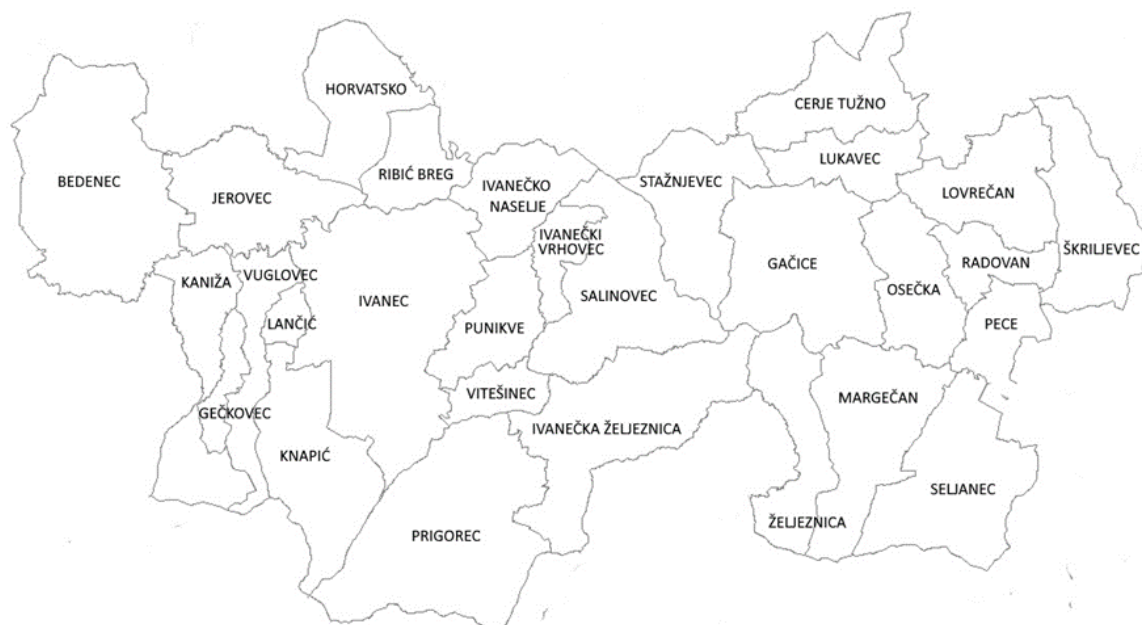 HORVATSKO
CERJE TUŽNO
RIBIĆ BREG
LUKAVEC
BEDENEC
JEROVEC
IVANEČKO
NASELJE
STAŽNJEVEC
LOVREČAN
IVANEČKI
VRHOVEC
ŠKRILJEVEC
KANIŽA
VUGLOVEC
GAČICE
RADOVAN
IVANEC
SALINOVEC
OSEČKA
LANČIĆ
PUNIKVE
PECE
VITEŠINEC
MARGEČAN
GEČKOVEC
IVANEČKA ŽELJEZNICA
KNAPIĆ
SELJANEC
ŽELJEZNICA
PRIGOREC